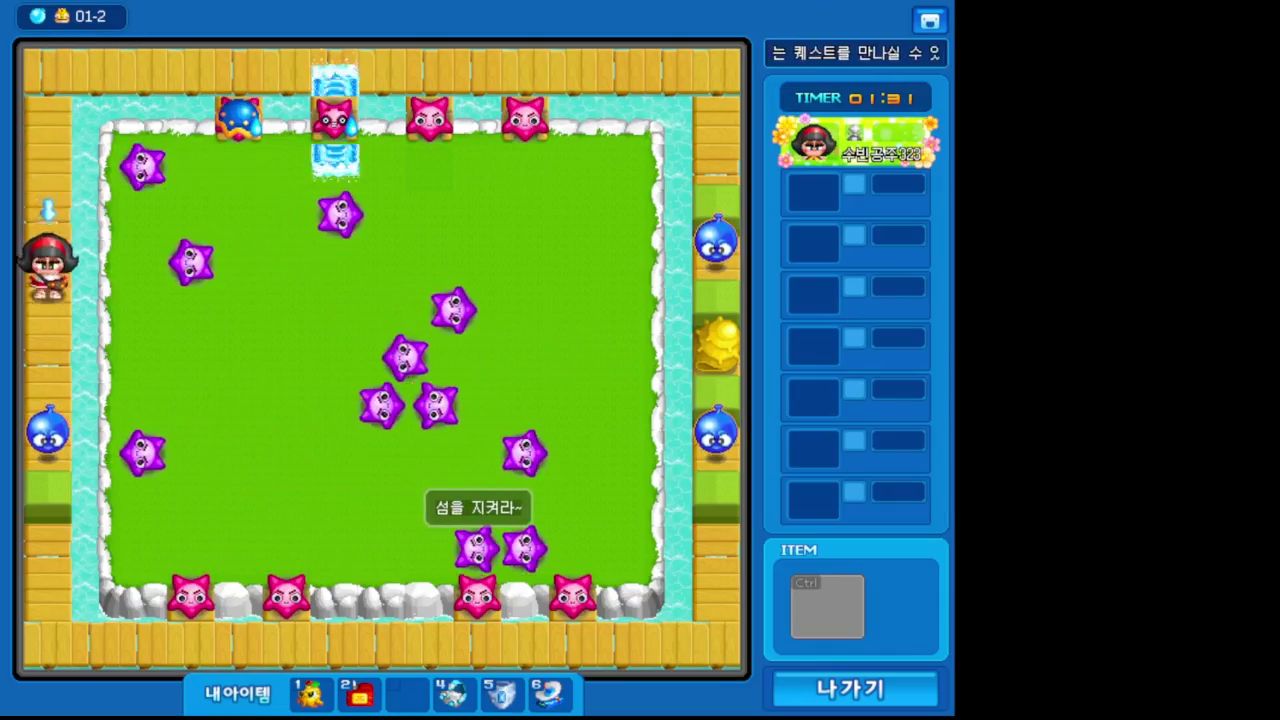 01-2
는 퀘스트를 만나실 수 있
TIMER 01:31
수빈공주323
섬을 지켜라~
ITEM
Ctrl
내아이템
1
2
4
5
6
나가기